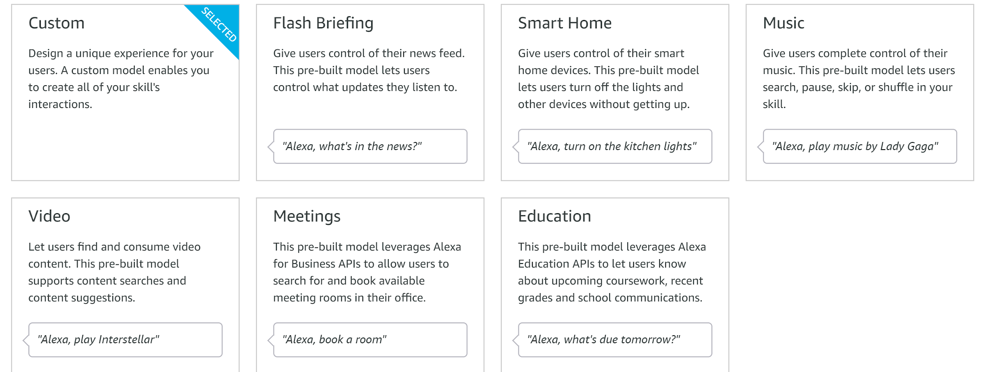 Custom
SELECTED
Design a unique experience for your
users. A custom model enables you
to create all of your skill's
interactions.
Flash Briefing
Give users control of their news feed.
This pre-built model lets users
control what updates they listen to.
"Alexa, what's in the news?"
Smart Home
Give users control of their smart
home devices. This pre-built model
lets users turn off the lights and
other devices without getting up.
"Alexa, turn on the kitchen lights"
Music
Give users complete control of their
music. This pre-built model lets users
search, pause, skip, or shuffle in your
skill.
"Alexa, play music by Lady Gaga"
Video
Let users find and consume video
content. This pre-built model
supports content searches and
content suggestions.
"Alexa, play Interstellar"
Meetings
This pre-built model leverages Alexa
for Business APIs to allow users to
search for and book available
meeting rooms in their office.
"Alexa, book a room"
Education
This pre-built model leverages Alexa
Education APIs to let users know
about upcoming coursework, recent
grades and school communications.
"Alexa, what's due tomorrow?"